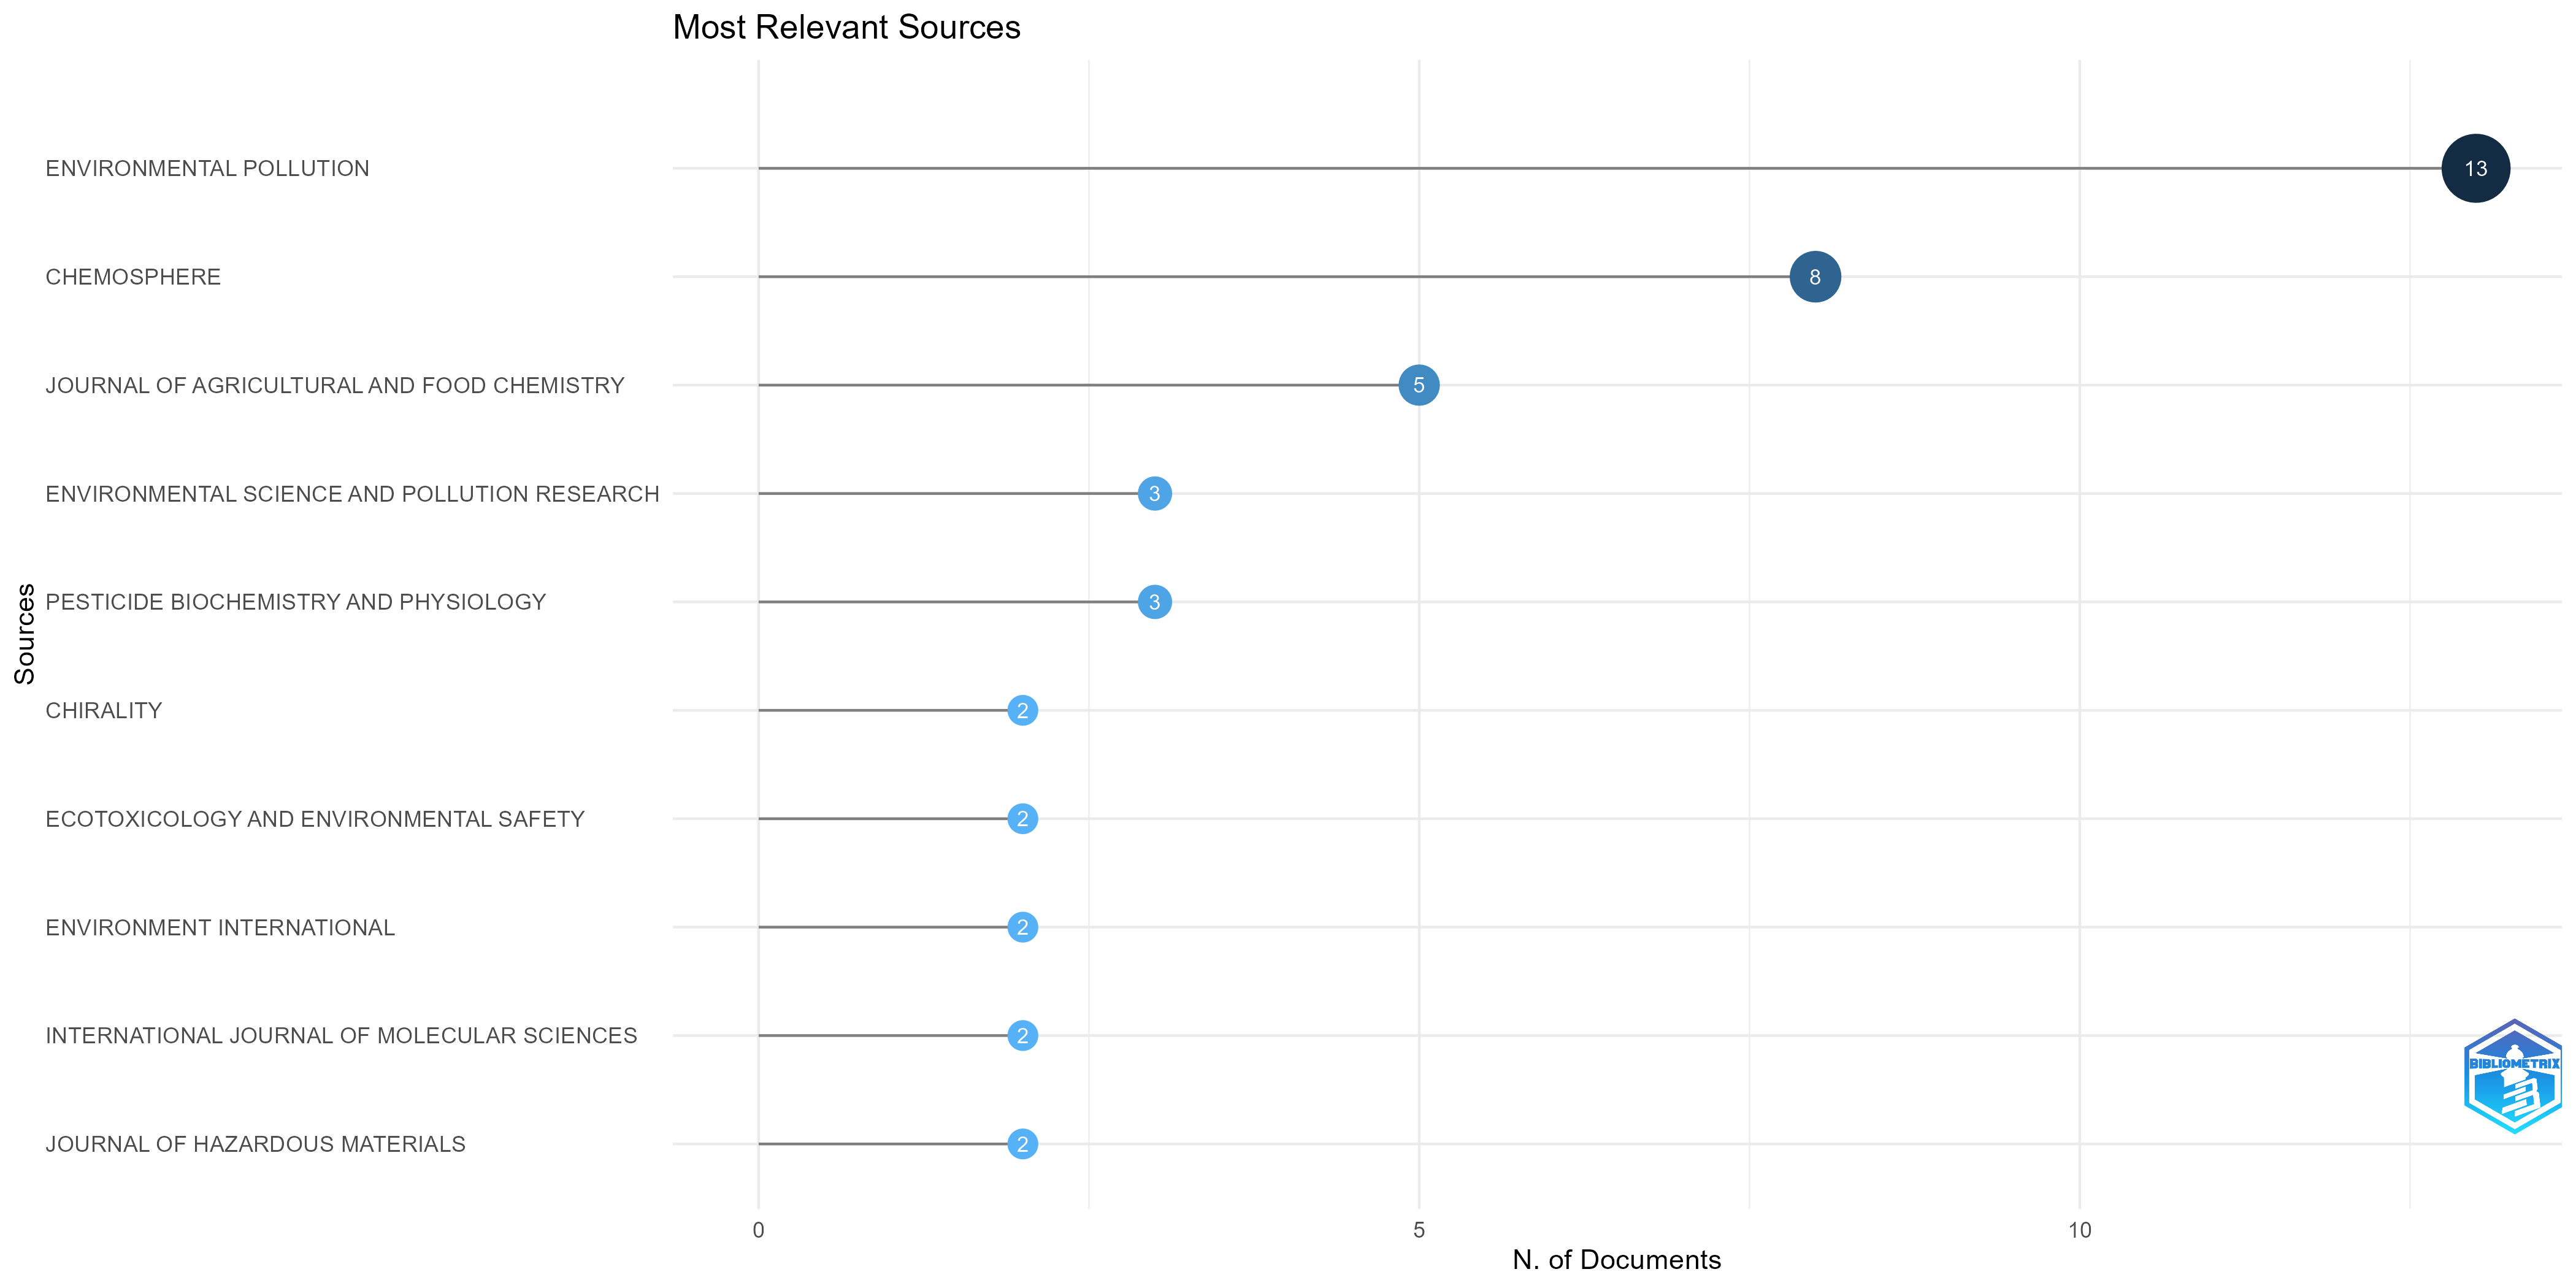 Most Relevant Sources
ENVIRONMENTAL POLLUTION
13
CHEMOSPHERE
8
JOURNAL OF AGRICULTURAL AND FOOD CHEMISTRY
5
ENVIRONMENTAL SCIENCE AND POLLUTION RESEARCH
3
PESTICIDE BIOCHEMISTRY AND PHYSIOLOGY
3
CHIRALITY
2
ECOTOXICOLOGY AND ENVIRONMENTAL SAFETY
2
ENVIRONMENT INTERNATIONAL
2
INTERNATIONAL JOURNAL OF MOLECULAR SCIENCES
2
JOURNAL OF HAZARDOUS MATERIALS
2
Sources
BIBLIOMETRIX
0
5
10
N. of Documents